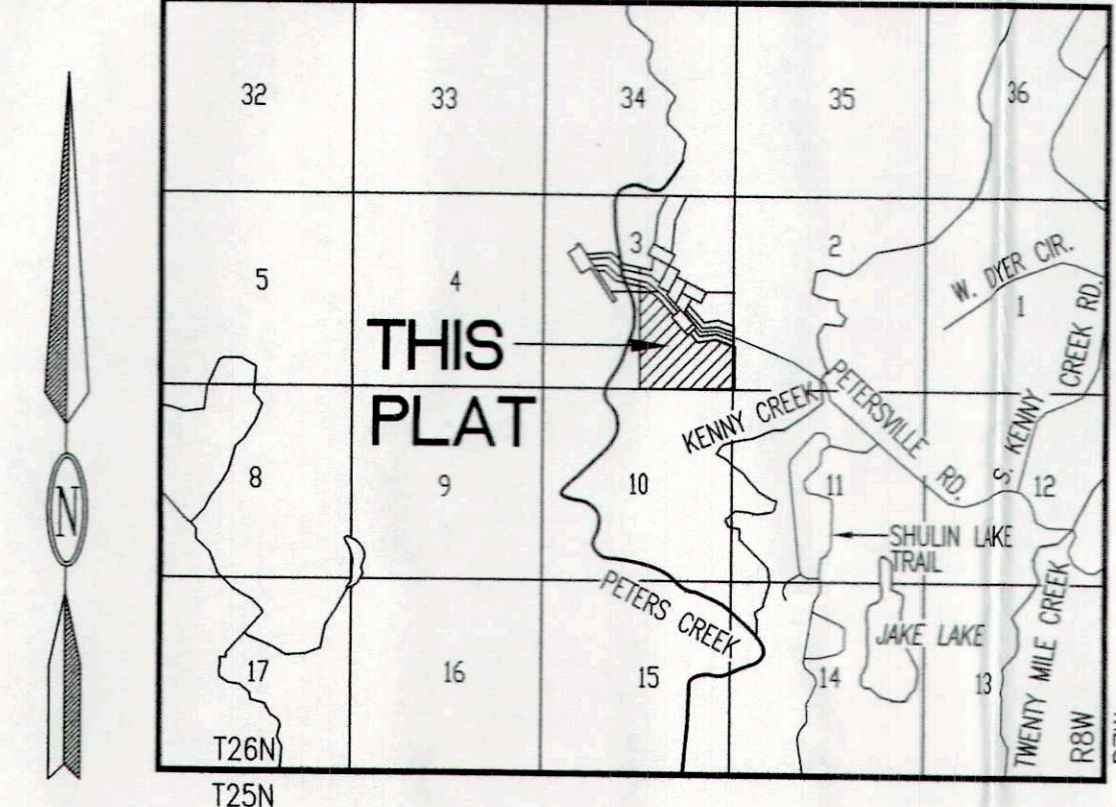 32
33
34
35
36
5
4
3
2
1
W. DYER CIR.
THIS
PLAT
S. KENNY CREEK RD.
KENNY CREEK
PETERSVILLE RD.
8
9
10
11
12
SHULIN LAKE
TRAIL
N
PETERS CREEK
JAKE LAKE
TWENTY MILE CREEK
17
16
15
14
13
R8W
T26N
T25N